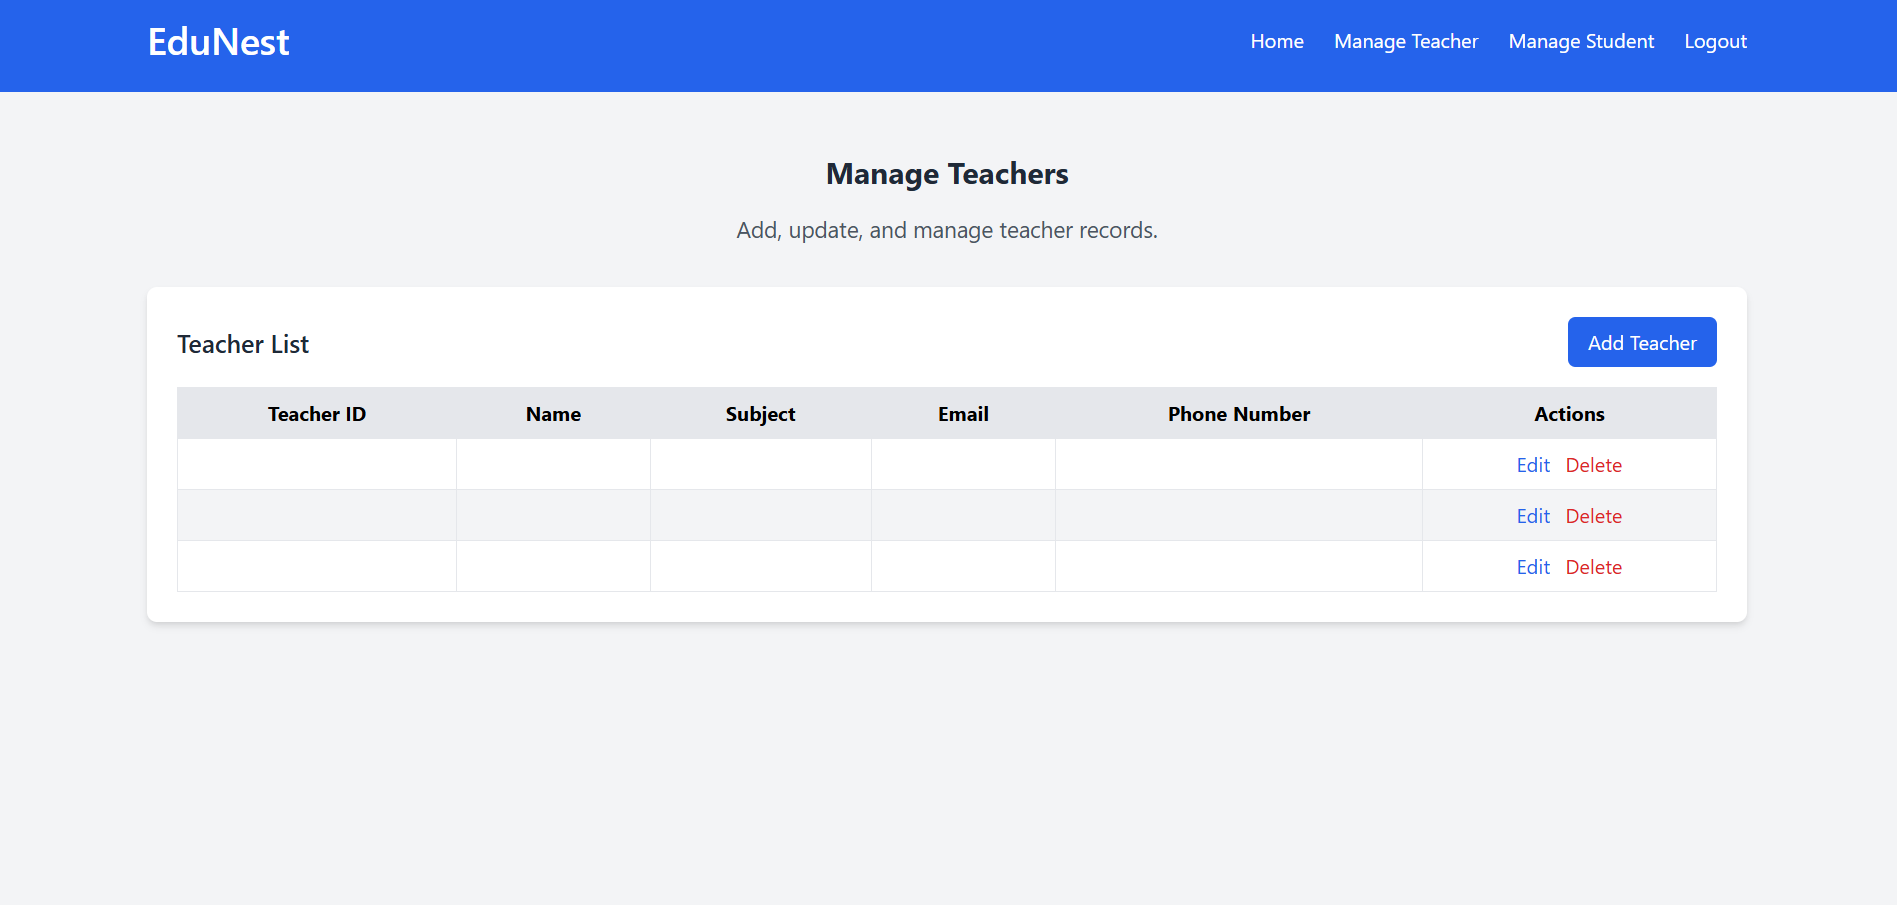 EduNest Home Manage Teacher Manage Student Logout
Manage Teachers
Add, update, and manage teacher records.
Teacher List Add Teacher
Teacher ID Name Subject Email Phone Number Actions
Edit Delete
Edit Delete
Edit Delete